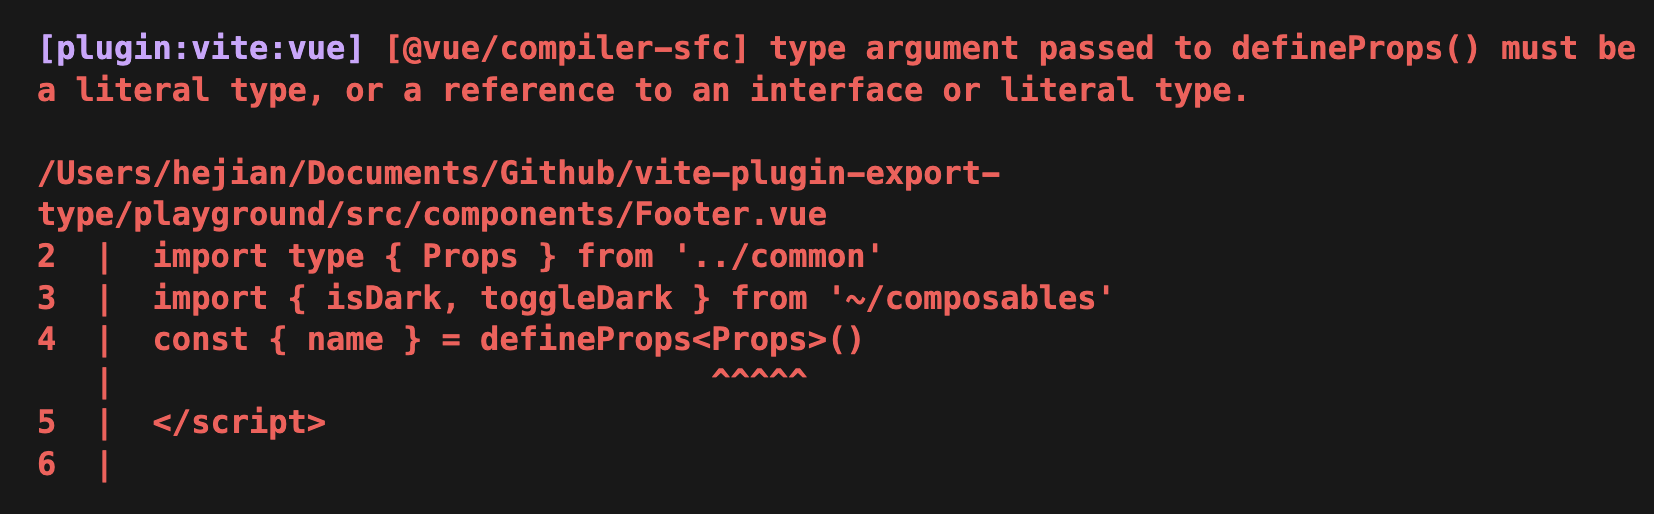 [plugin:vite:vue] [@vue/compiler-sfc] type argument passed to defineProps() must be
a literal type, or a reference to an interface or literal type.
/Users/hejian/Documents/Github/vite-plugin-export-
type/playground/src/components/Footer.vue
2  |  import type { Props } from '../common'
3  |  import { isDark, toggleDark } from '~/composables'
4  |  const { name } = defineProps<Props>()
   |                               ^^^^^
5  |  </script>
6  |